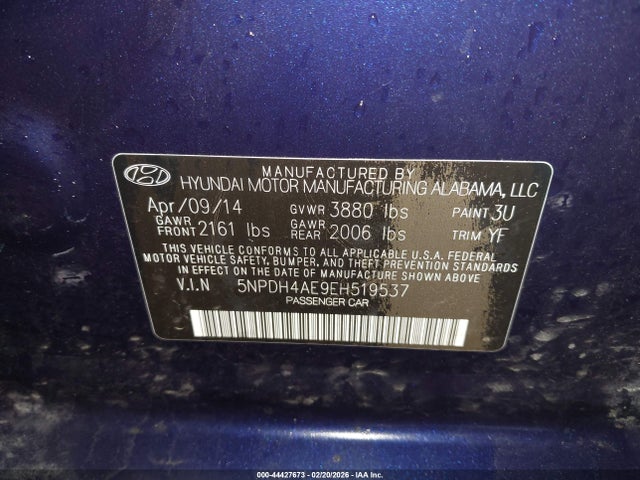 MANUFACTURED BY
HYUNDAI MOTOR MANUFACTURING ALABAMA, LLC
Apr/09/14 GVWR 3880 lbs PAINT 3U
GAWR FRONT 2161 lbs GAWR REAR 2006 lbs TRIM YF
THIS VEHICLE CONFORMS TO ALL APPLICABLE U.S.A. FEDERAL
MOTOR VEHICLE SAFETY, BUMPER, AND THEFT PREVENTION STANDARDS
IN EFFECT ON THE DATE OF MANUFACTURE SHOWN ABOVE
V.I.N 5NPDH4AE9EH519537
PASSENGER CAR
000-44427673 - 02/20/2026 - IAA Inc.